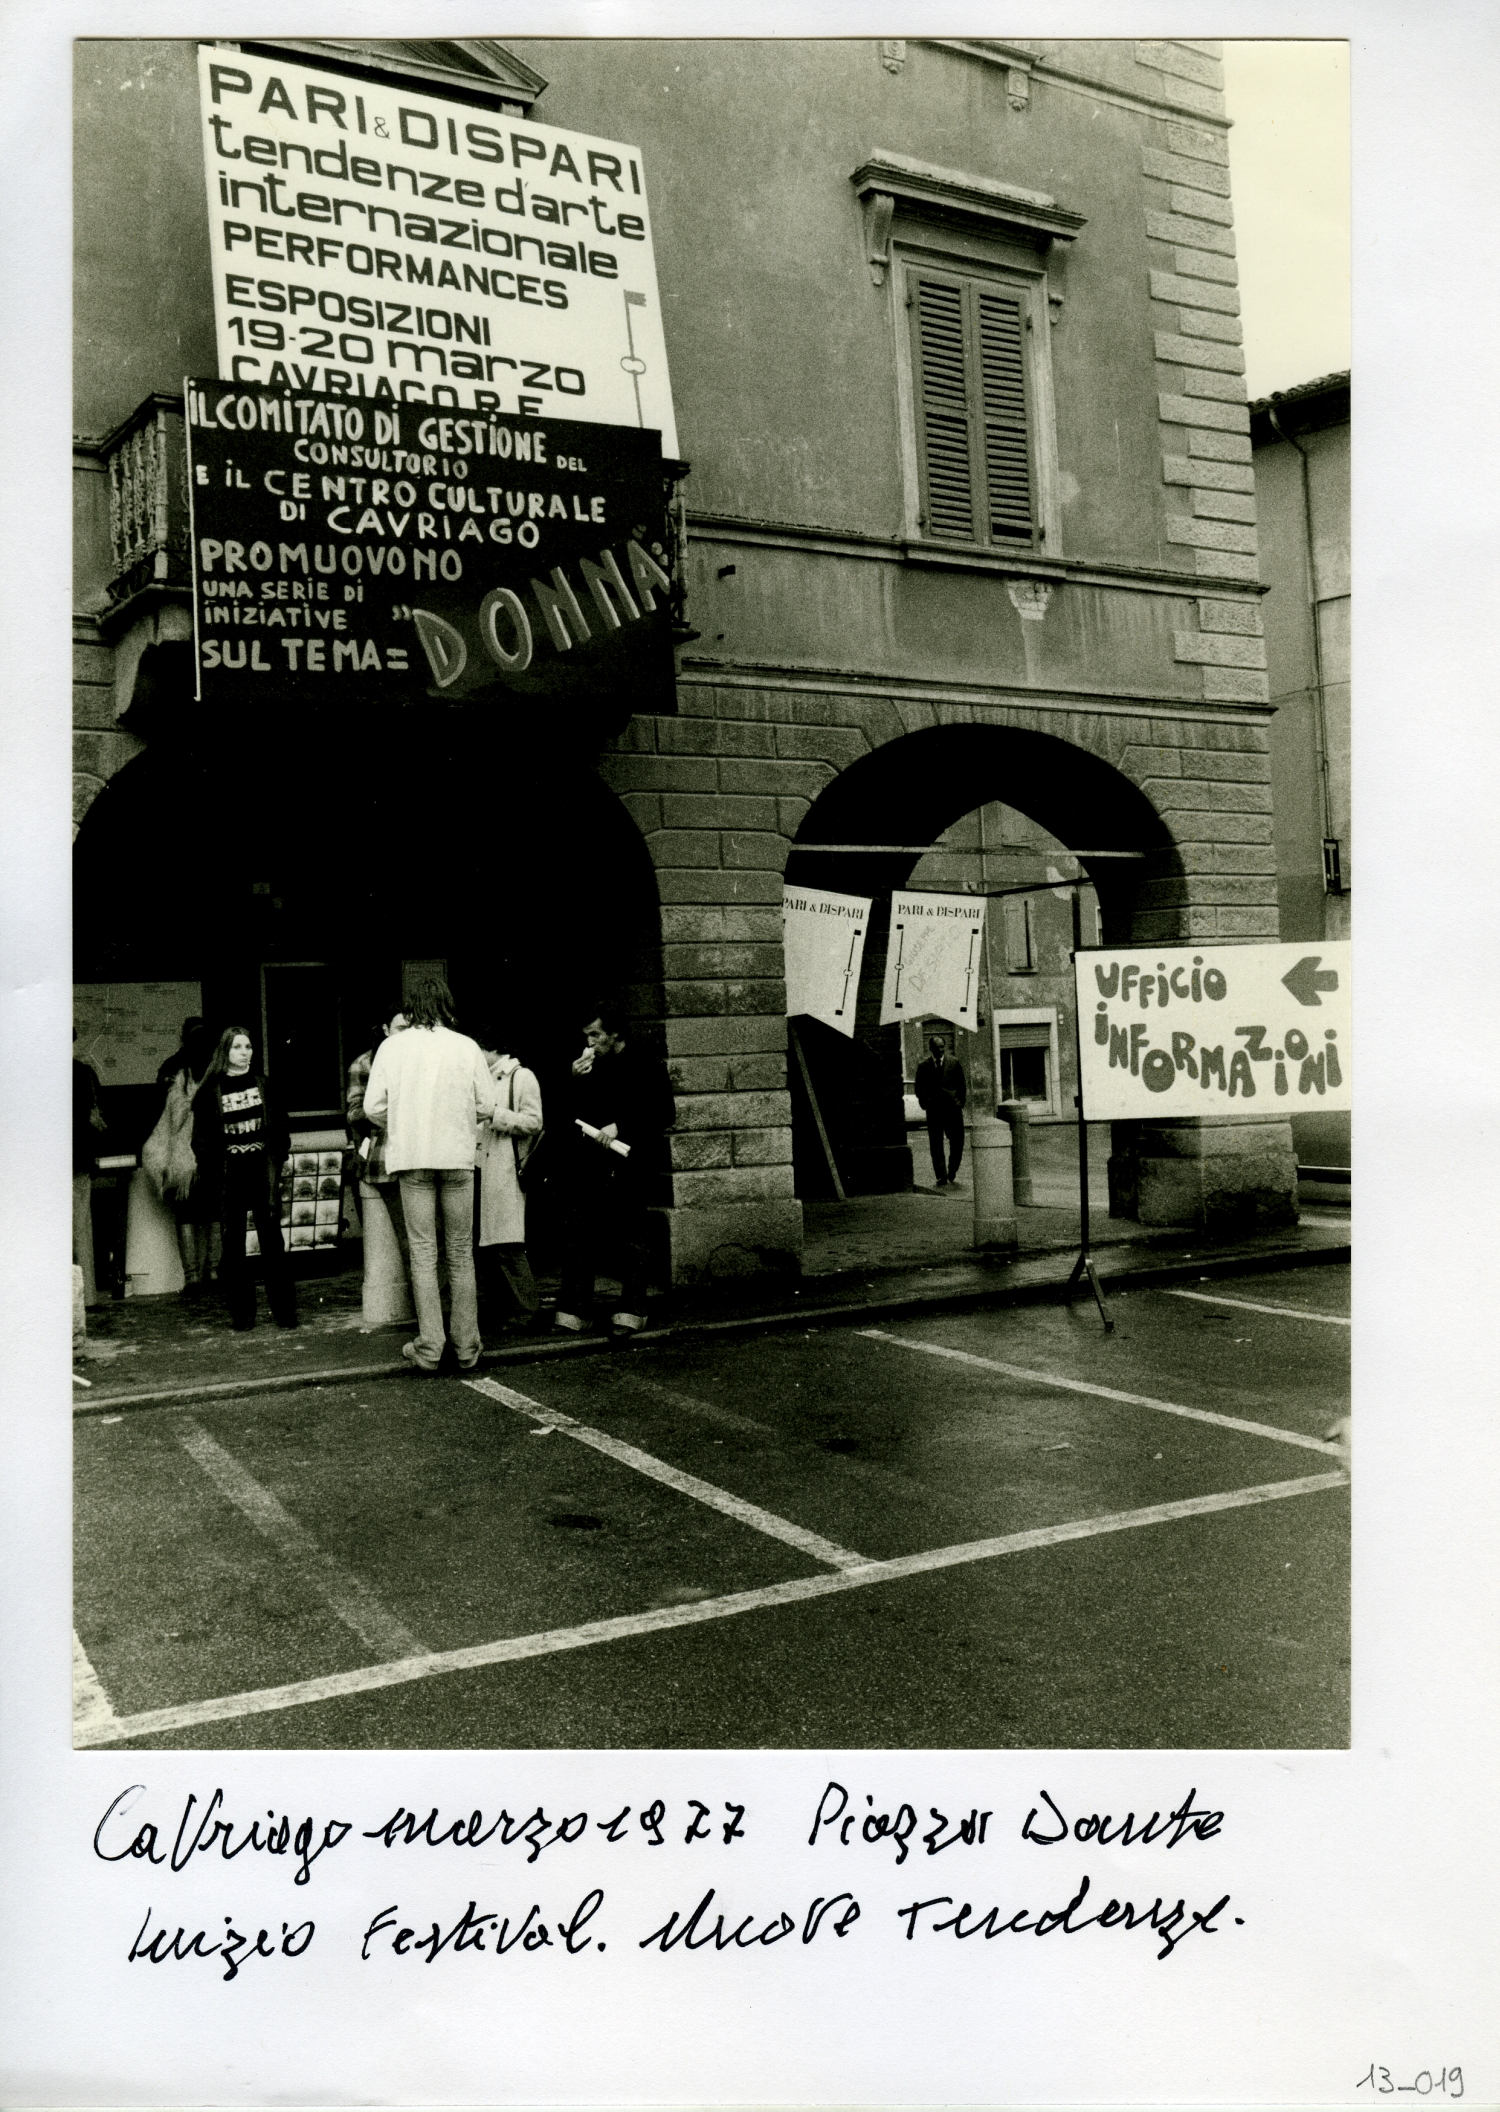 PARI & DISPARI
tendenze d'arte
internazionale
PERFORMANCES
ESPOSIZIONI
19-20 marzo
CAVRIAGO R E
iL COMiTATO Di GESTiONE DEL
CONSULTORIO
E iL CENTRO CULTURALE
Di CAVRIAGO
PROMUOVONO
UNA SERIE Di
iNiZiATiVE
SUL TEMA= "DONNA"
PARI & DISPARI
PARI & DISPARI
UFFiCiO
iNFORMAZiONi
Cavriago marzo 1977 Piazza Dante
Inizio Festival. Nuove Tendenze.
13_019